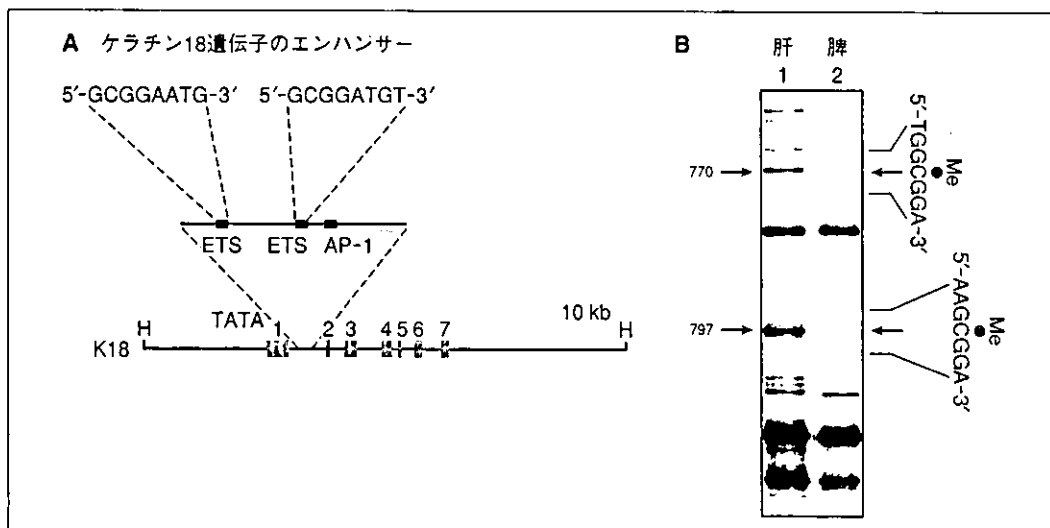 A ケラチン18遺伝子のエンハンサー
5′-GCGGAATG-3′ 5′-GCGGATGT-3′
ETS ETS AP-1
TATA
H 1 2 3 4 5 6 7 10 kb H
K18
B 肝 脾
1 2
770
5′-TGGCGGA-3′
Me
797
5′-AAGCGGA-3′
Me